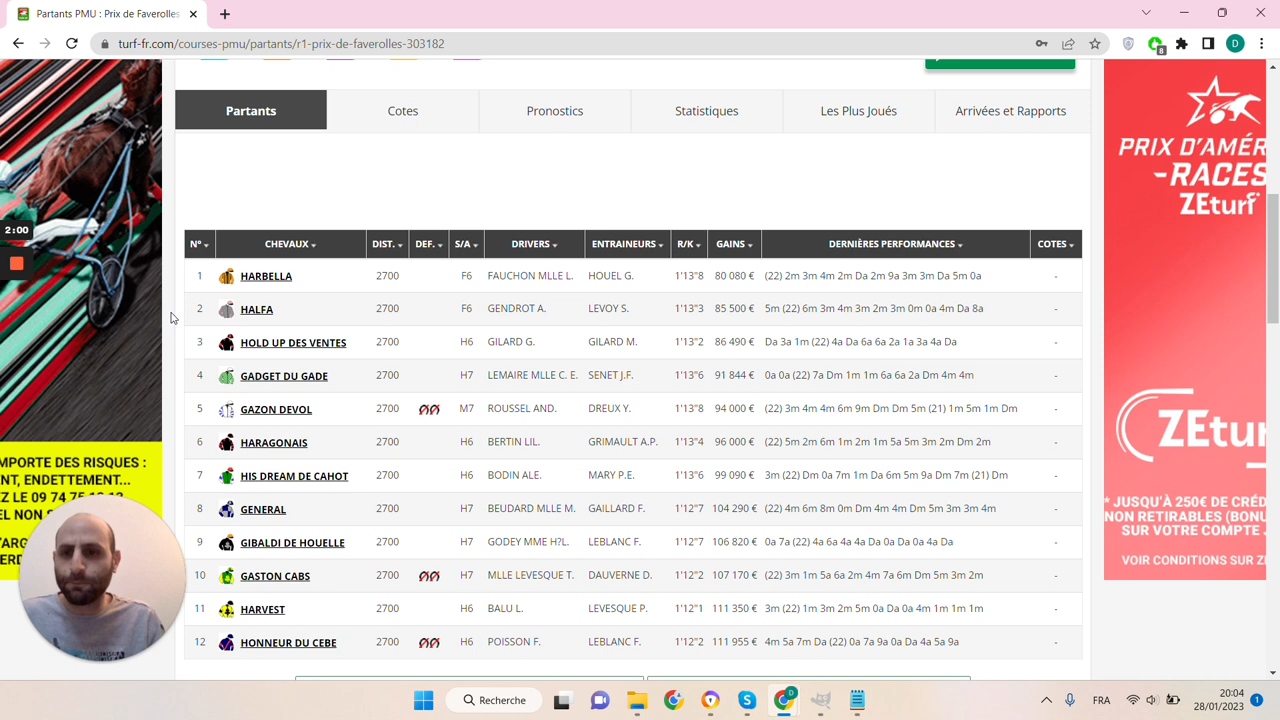 Partants PMU : Prix de Faverolles
turf-fr.com/courses-pmu/partants/r1-prix-de-faverolles-303182
8
D
Partants Cotes Pronostics Statistiques Les Plus Joués Arrivées et Rapports
PRIX D'AMÉR
-RACES
ZEturf
2:00
N° CHEVAUX DIST. DEF. S/A DRIVERS ENTRAINEURS R/K GAINS DERNIÈRES PERFORMANCES COTES
1 HARBELLA 2700 F6 FAUCHON MLLE L. HOUEL G. 1'13"8 80 080 € (22) 2m 3m 4m 2m Da 2m 9a 3m 3m Da 5m 0a -
2 HALFA 2700 F6 GENDROT A. LEVOY S. 1'13"3 85 500 € 5m (22) 6m 3m 4m 3m 2m 3m 0m 0a 4m Da 8a -
3 HOLD UP DES VENTES 2700 H6 GILARD G. GILARD M. 1'13"2 86 490 € Da 3a 1m (22) 4a Da 6a 6a 2a 1a 3a 4a Da -
4 GADGET DU GADE 2700 H7 LEMAIRE MLLE C. E. SENET J.F. 1'13"6 91 844 € 0a 0a (22) 7a Dm 1m 1m 6a 6a 2a Dm 4m 4m -
5 GAZON DEVOL 2700 M7 ROUSSEL AND. DREUX Y. 1'13"8 94 000 € (22) 3m 4m 4m 6m 9m Dm Dm 5m (21) 1m 5m 1m Dm -
6 HARAGONAIS 2700 H6 BERTIN LIL. GRIMAULT A.P. 1'13"4 96 000 € (22) 5m 2m 6m 1m 2m 1m 5a 5m 3m 2m Dm 2m -
7 HIS DREAM DE CAHOT 2700 H6 BODIN ALE. MARY P.E. 1'13"6 99 030 € 3m (22) Dm 0a 7m 1m Da 6m 5m 9a Dm 7m (21) Dm -
8 GENERAL 2700 H7 BEUDARD MLLE M. GAILLARD F. 1'12"7 104 290 € (22) 4m 6m 8m 0m Dm 4m 4m Dm 5m 3m 3m 4m -
9 GIBALDI DE HOUELLE 2700 H7 GODEY MME H?L. LEBLANC F. 1'12"7 106 820 € 0a 7a (22) 4a 6a 4a 4a Da 0a Da 0a 4a Da -
10 GASTON CABS 2700 H7 MLLE LEVESQUE T. DAUVERNE D. 1'12"2 107 170 € (22) 3m 1m 5a 6a 2m 4m 7a 6m Dm 5m 3m 2m -
11 HARVEST 2700 H6 BALU L. LEVESQUE P. 1'12"1 111 350 € 3m (22) 1m 3m 2m 5m 0a Da 0a 4m 1m 1m 1m -
12 HONNEUR DU CEBE 2700 H6 POISSON F. LEBLANC F. 1'12"2 111 955 € 4m 5a 7m Da (22) 0a 7a 9a 0a Da 4a 5a 9a -
ZEturf
MPORTE DES RISQUES :
NT, ENDETTEMENT...
EZ LE 09 74 75 13 13
* JUSQU'À 250€ DE CRÉD
NON RETIRABLES (BONU
SUR VOTRE COMPTE
VOIR CONDITIONS SUR ZE
Recherche
D
FRA
20:04
28/01/2023
1